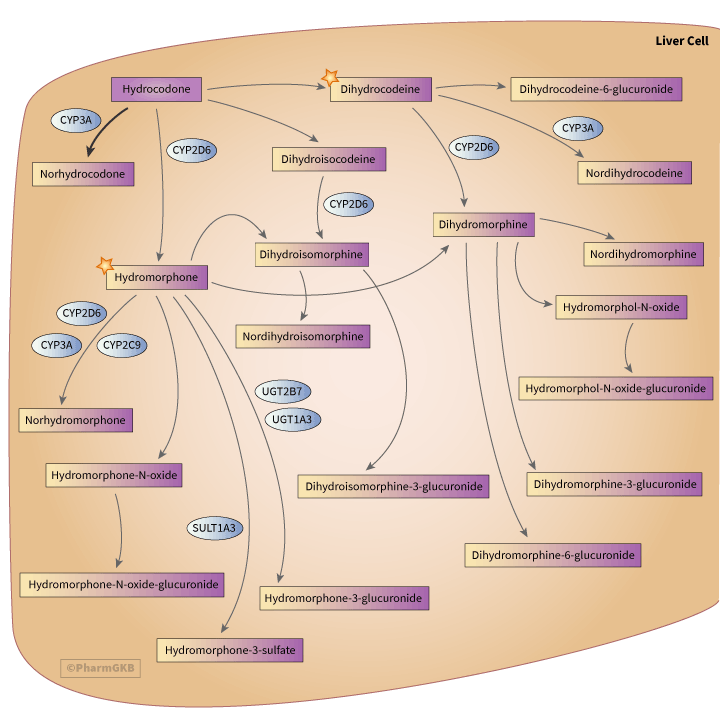 Liver Cell
Hydrocodone
Dihydrocodeine
Dihydrocodeine-6-glucuronide
CYP3A
CYP2D6
CYP2D6
CYP3A
Norhydrocodone
Dihydroisocodeine
Nordihydrocodeine
CYP2D6
Dihydromorphine
Dihydroisomorphine
Nordihydromorphine
Hydromorphone
Hydromorphol-N-oxide
CYP2D6
CYP3A
CYP2C9
Nordihydroisomorphine
UGT2B7
Hydromorphol-N-oxide-glucuronide
UGT1A3
Norhydromorphone
Hydromorphone-N-oxide
Dihydroisomorphine-3-glucuronide
Dihydromorphine-3-glucuronide
SULT1A3
Dihydromorphine-6-glucuronide
Hydromorphone-N-oxide-glucuronide
Hydromorphone-3-glucuronide
Hydromorphone-3-sulfate
©PharmGKB